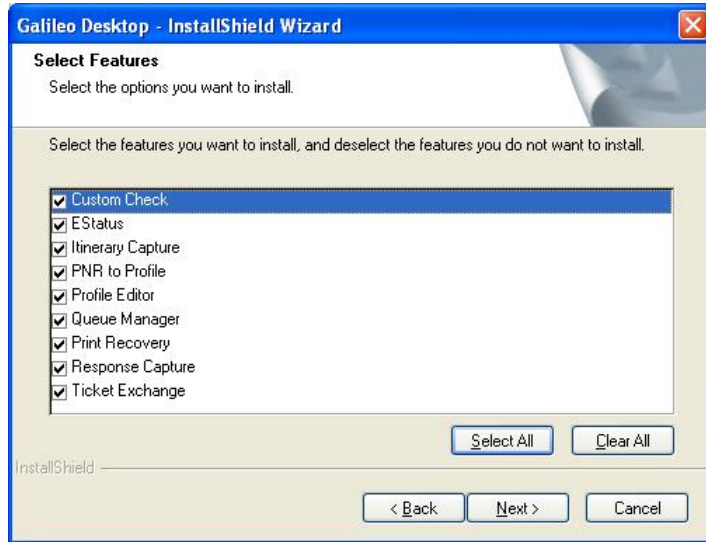 Galileo Desktop - InstallShield Wizard
Select Features
Select the options you want to install.
Select the features you want to install, and deselect the features you do not want to install.
Custom Check
EStatus
Itinerary Capture
PNR to Profile
Profile Editor
Queue Manager
Print Recovery
Response Capture
Ticket Exchange
Select All Clear All
InstallShield
< Back Next > Cancel